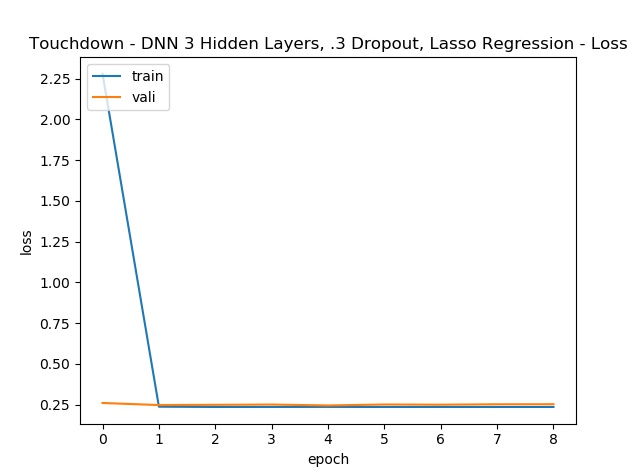 Touchdown - DNN 3 Hidden Layers, .3 Dropout, Lasso Regression - Loss
train
vali
2.25
2.00
1.75
1.50
1.25
1.00
0.75
0.50
0.25
loss
0 1 2 3 4 5 6 7 8
epoch